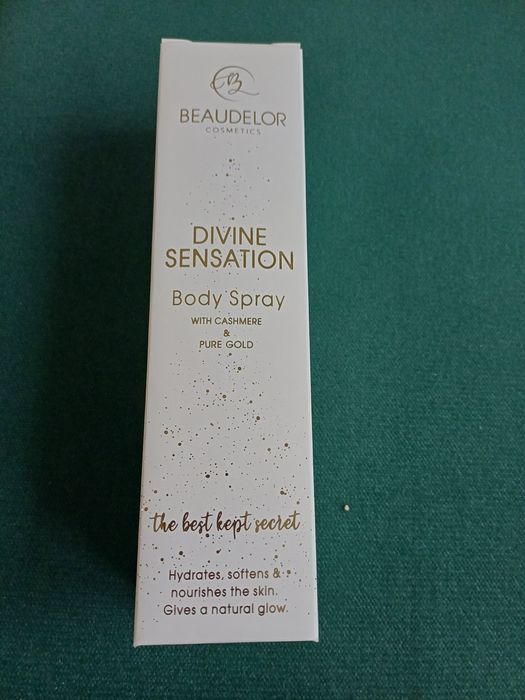 B
BEAUDELOR
COSMETICS
DIVINE
SENSATION
Body Spray
WITH CASHMERE
&
PURE GOLD
the best kept secret
Hydrates, softens &
nourishes the skin.
Gives a natural glow.